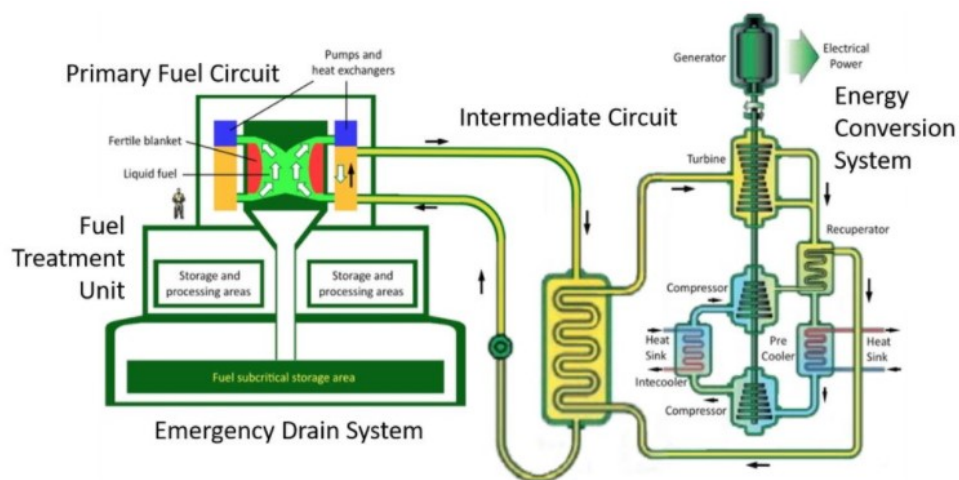 Primary Fuel Circuit
Pumps and
heat exchangers
Fertile blanket
Liquid fuel
Fuel
Treatment
Unit
Storage and
processing areas
Storage and
processing areas
Fuel subcritical storage area
Emergency Drain System
Intermediate Circuit
Generator
Electrical
Power
Energy
Conversion
System
Turbine
Recuperator
Compressor
Heat
Sink
Intecooler
Pre
Cooler
Heat
Sink
Compressor